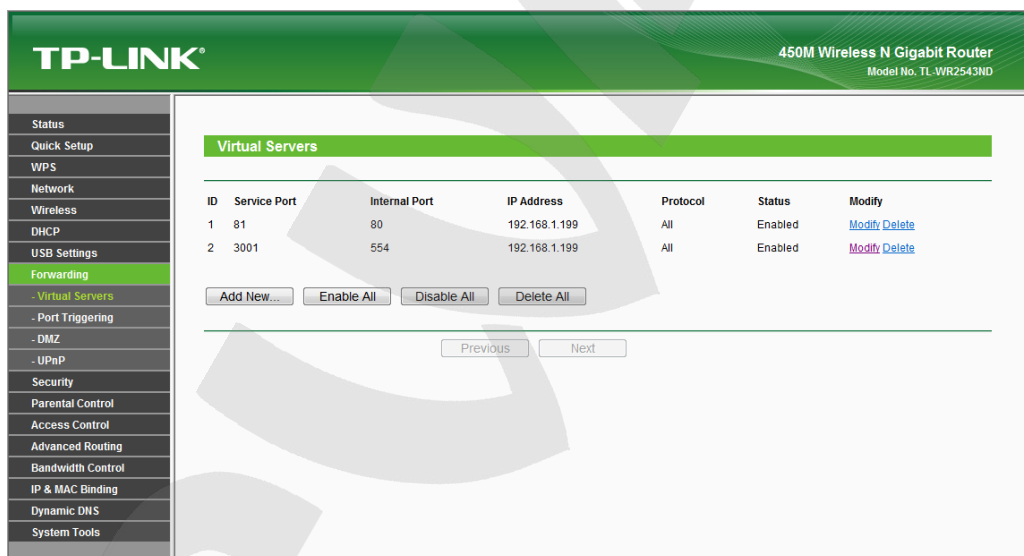 TP-LINK®
450M Wireless N Gigabit Router
Model No. TL-WR2543ND
Status
Quick Setup
WPS
Network
Wireless
DHCP
USB Settings
Forwarding
- Virtual Servers
- Port Triggering
- DMZ
- UPnP
Security
Parental Control
Access Control
Advanced Routing
Bandwidth Control
IP & MAC Binding
Dynamic DNS
System Tools
Virtual Servers
ID Service Port Internal Port IP Address Protocol Status Modify
1 81 80 192.168.1.199 All Enabled Modify Delete
2 3001 554 192.168.1.199 All Enabled Modify Delete
Add New... Enable All Disable All Delete All
Previous Next